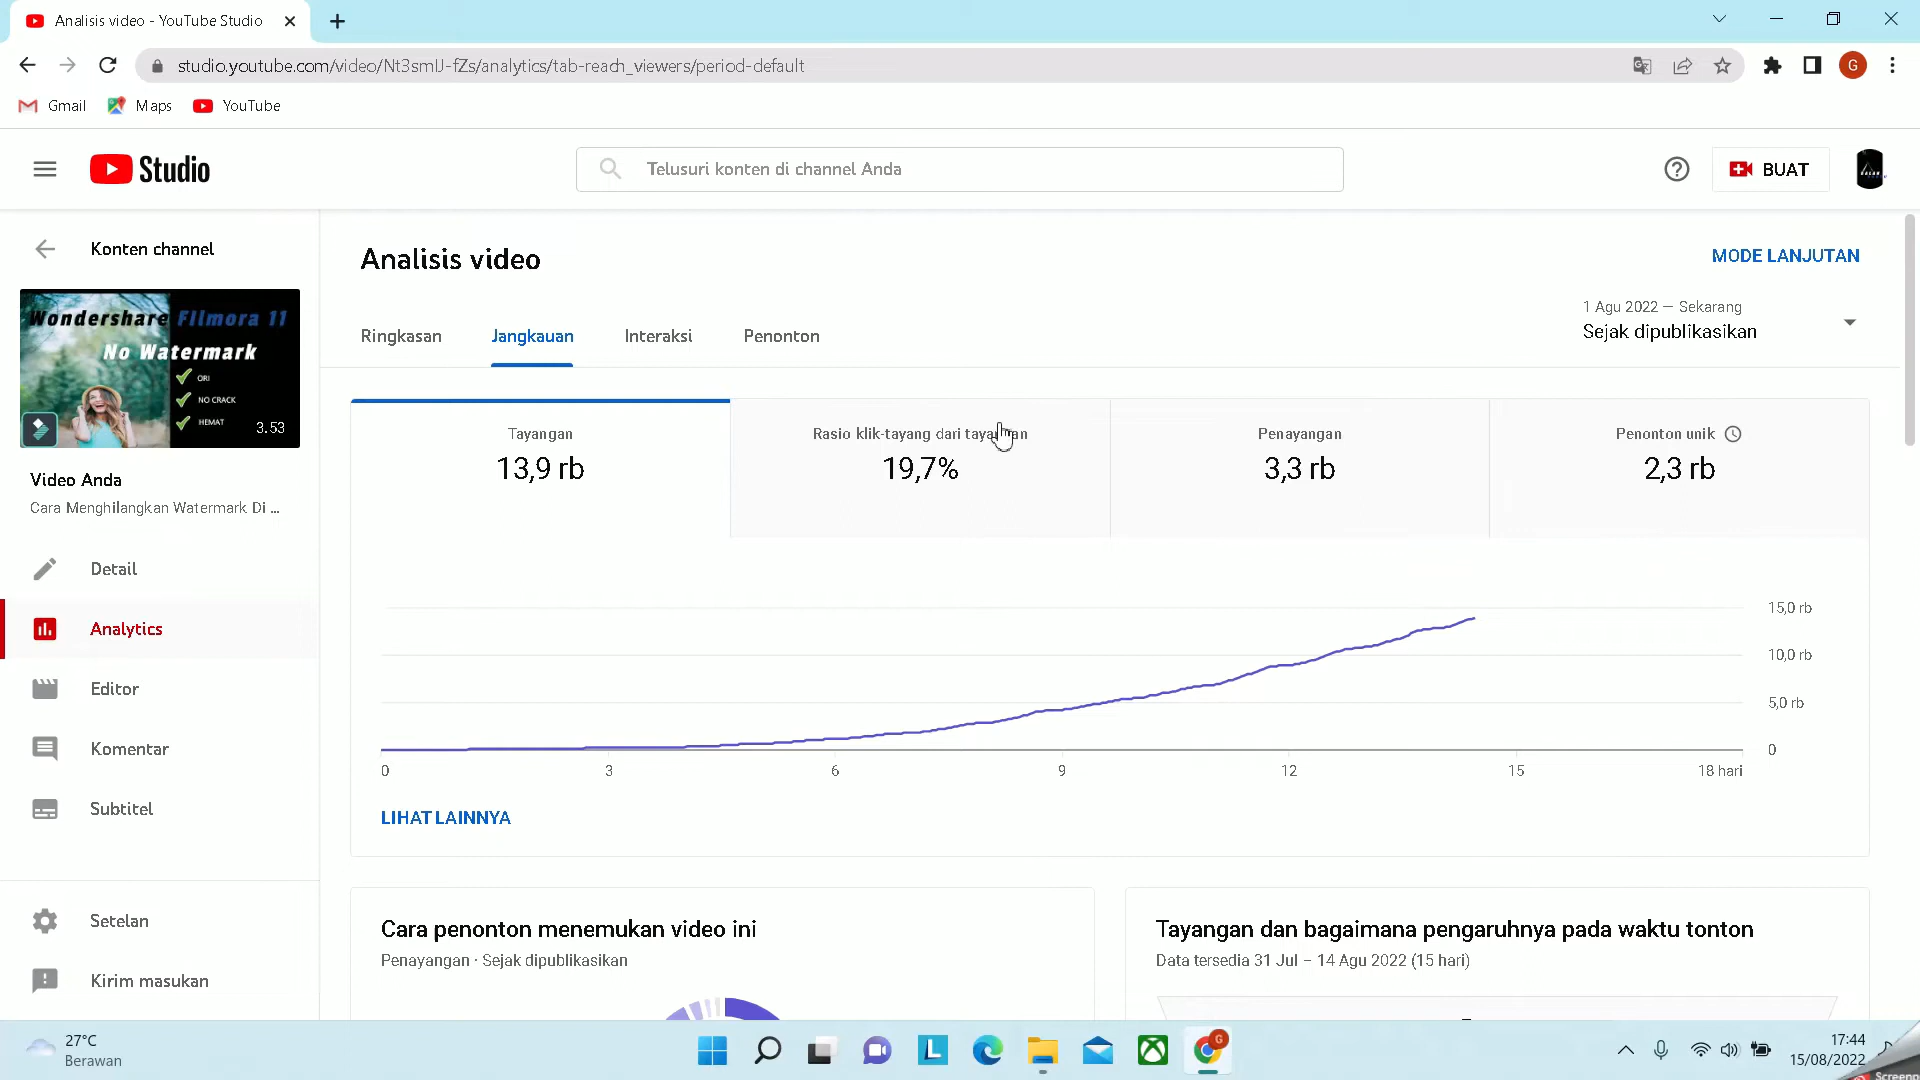 Analisis video - YouTube Studio
studio.youtube.com/video/Nt3smIJ-fZs/analytics/tab-reach_viewers/period-default
G
Gmail
Maps
YouTube
Studio
Telusuri konten di channel Anda
BUAT
Konten channel
Wondershare Filmora 11
No Watermark
ORI
NO CRACK
HEMAT
3.53
Video Anda
Cara Menghilangkan Watermark Di ...
Detail
Analytics
Editor
Komentar
Subtitel
Setelan
Kirim masukan
Analisis video
MODE LANJUTAN
Ringkasan
Jangkauan
Interaksi
Penonton
1 Agu 2022 – Sekarang
Sejak dipublikasikan
Tayangan
13,9 rb
Rasio klik-tayang dari tayangan
19,7%
Penayangan
3,3 rb
Penonton unik
2,3 rb
15,0 rb
10,0 rb
5,0 rb
0
0
3
6
9
12
15
18 hari
LIHAT LAINNYA
Cara penonton menemukan video ini
Penayangan · Sejak dipublikasikan
Tayangan dan bagaimana pengaruhnya pada waktu tonton
Data tersedia 31 Jul – 14 Agu 2022 (15 hari)
27°C
Berawan
L
G
17:44
15/08/2022